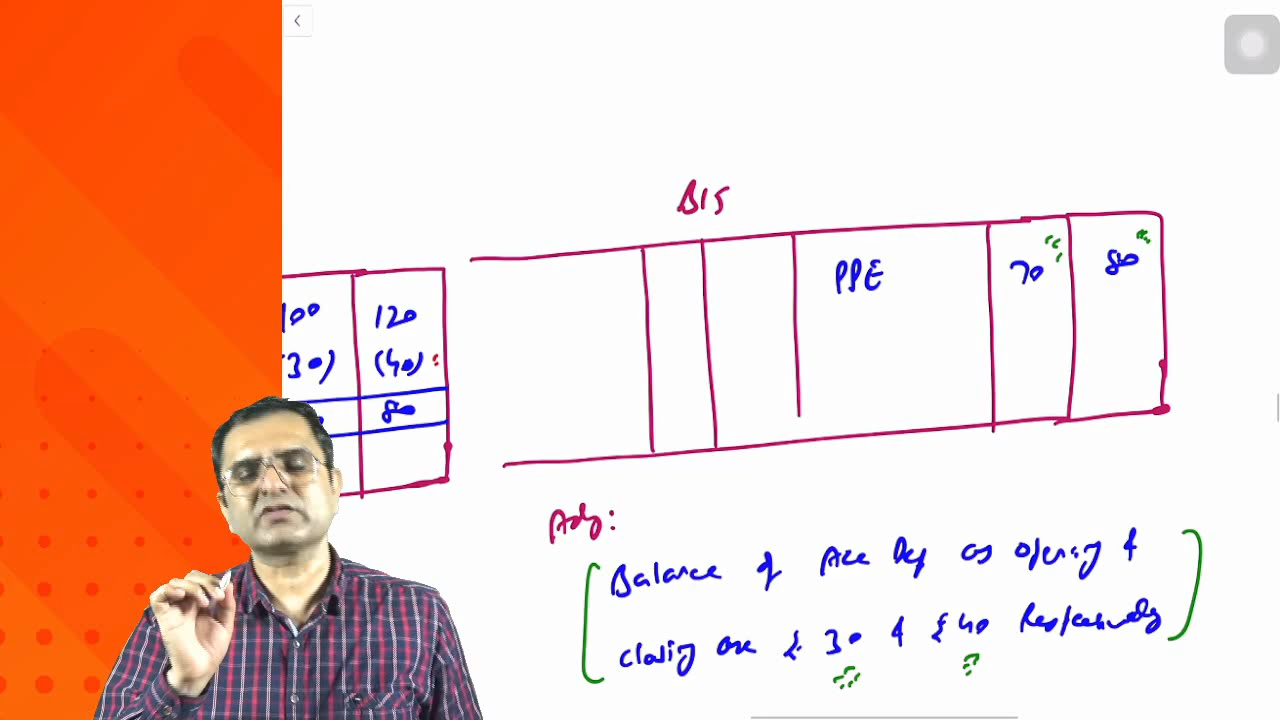 B/S
PPE 70 80
100 120
(30) (40)
80
Adj:
Balance of Acc Dep as opening &
closing are ₹ 30 & ₹ 40 Respectively